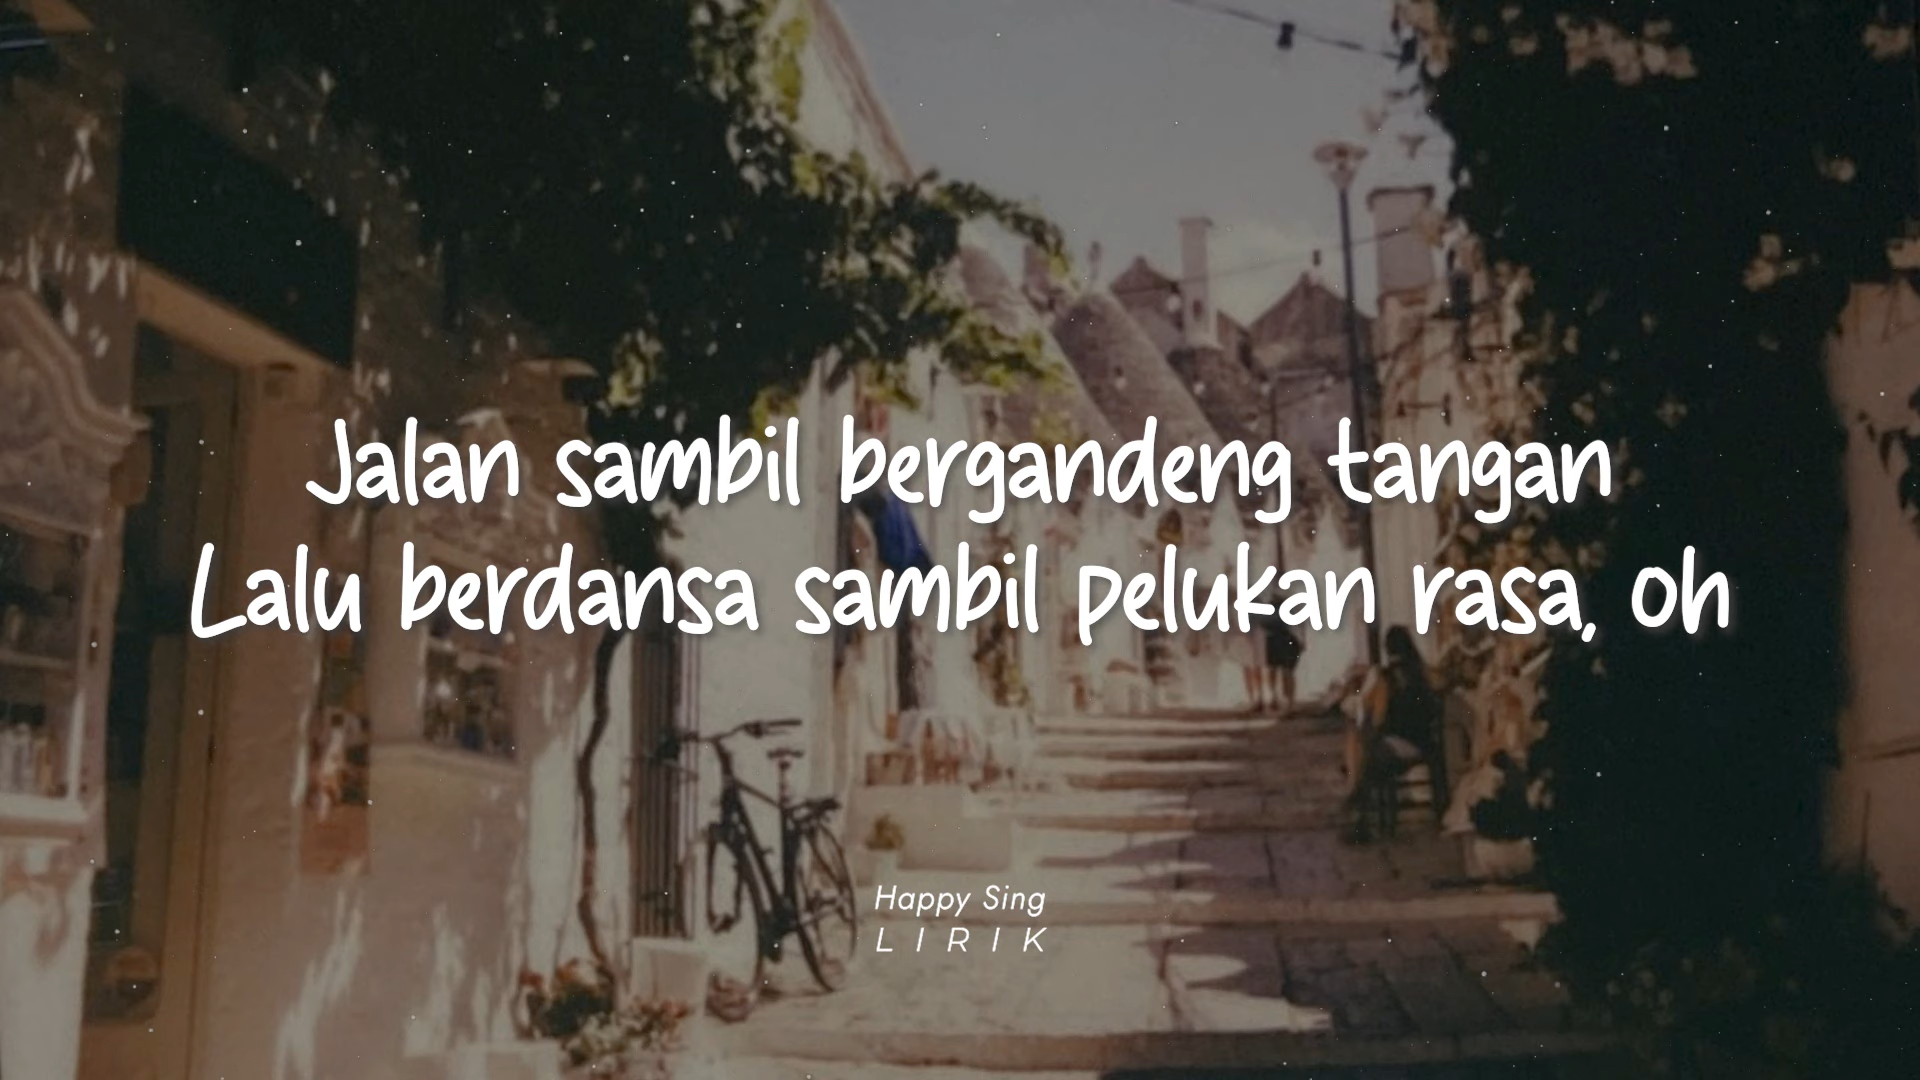 Jalan sambil bergandeng tangan
Lalu berdansa sambil pelukan rasa, oh
Happy Sing
LIRIK